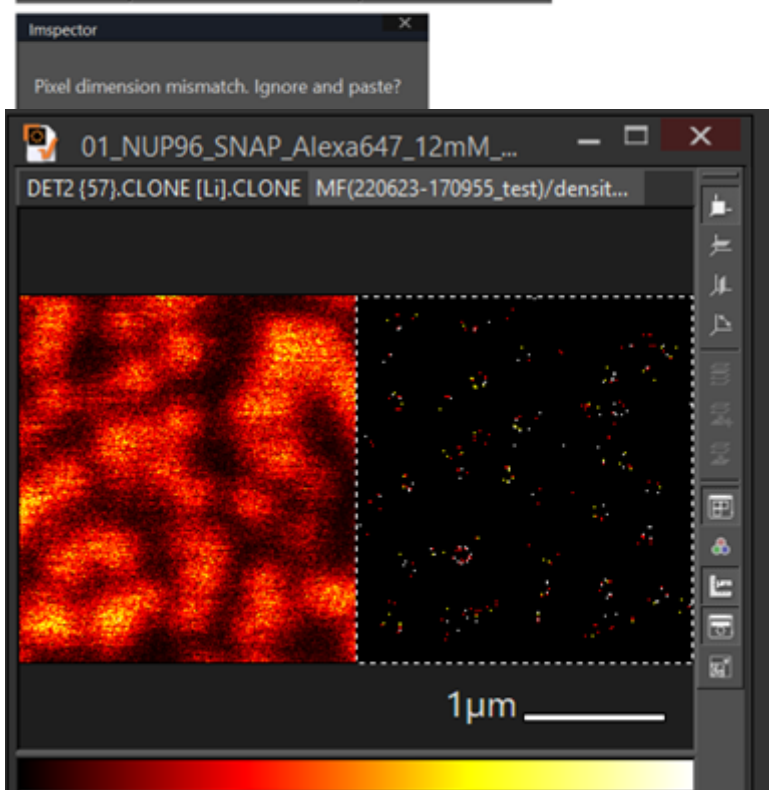 Imspector
Pixel dimension mismatch. Ignore and paste?
01_NUP96_SNAP_Alexa647_12mM_...
DET2 {57}.CLONE [Li].CLONE MF(220623-170955_test)/densit...
1µm